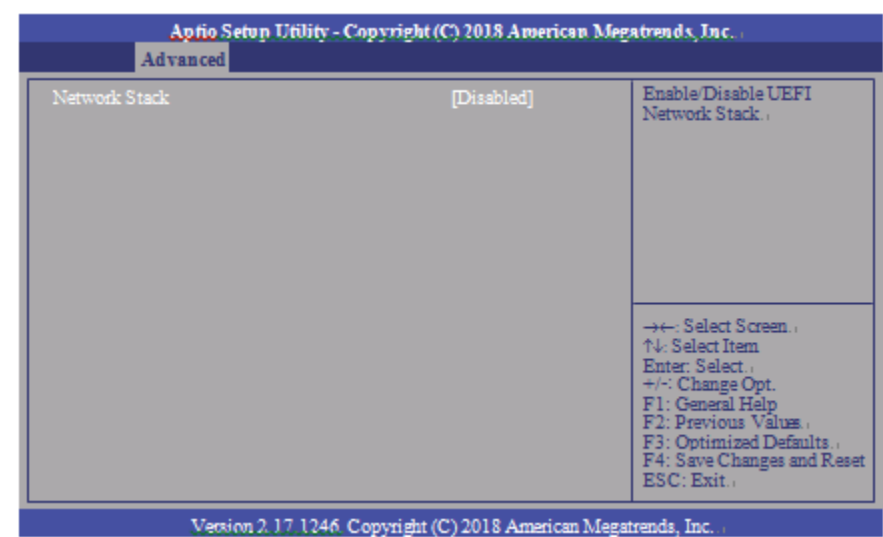 Aptio Setup Utility - Copyright (C) 2018 American Megatrends, Inc.
Advanced
Network Stack [Disabled]
Enable/Disable UEFI
Network Stack.
→←: Select Screen.
↑↓: Select Item
Enter: Select.
+/-: Change Opt.
F1: General Help
F2: Previous Values.
F3: Optimized Defaults.
F4: Save Changes and Reset
ESC: Exit.
Version 2.17.1246. Copyright (C) 2018 American Megatrends, Inc.